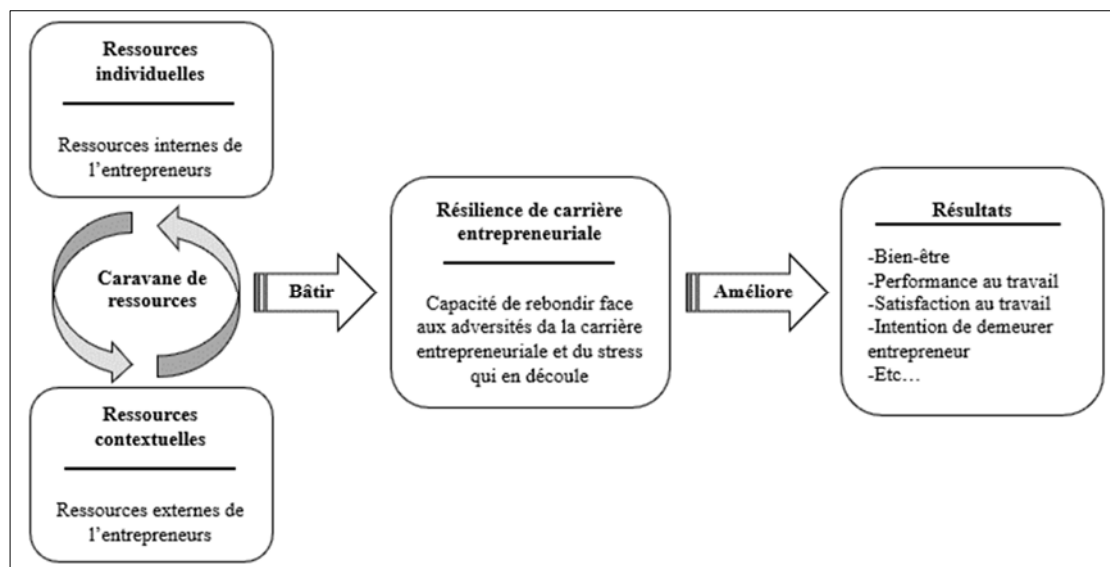 Ressources
individuelles
Ressources internes de
l'entrepreneurs
Caravane de
ressources
Ressources
contextuelles
Ressources externes de
l'entrepreneurs
Bâtir
Résilience de carrière
entrepreneuriale
Capacité de rebondir face
aux adversités da la carrière
entrepreneuriale et du stress
qui en découle
Améliore
Résultats
-Bien-être
-Performance au travail
-Satisfaction au travail
-Intention de demeurer
entrepreneur
-Etc…